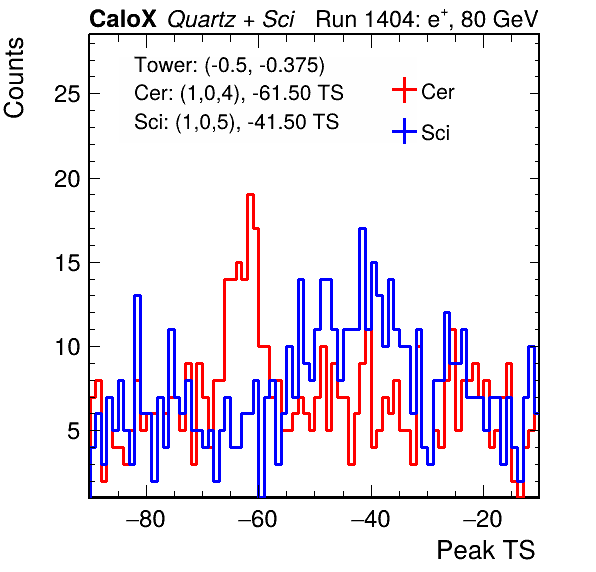 CaloX Quartz + Sci Run 1404: e+, 80 GeV
Counts
Tower: (-0.5, -0.375)
Cer: (1,0,4), -61.50 TS
Sci: (1,0,5), -41.50 TS
Cer
Sci
25
20
15
10
5
−80 −60 −40 −20
Peak TS